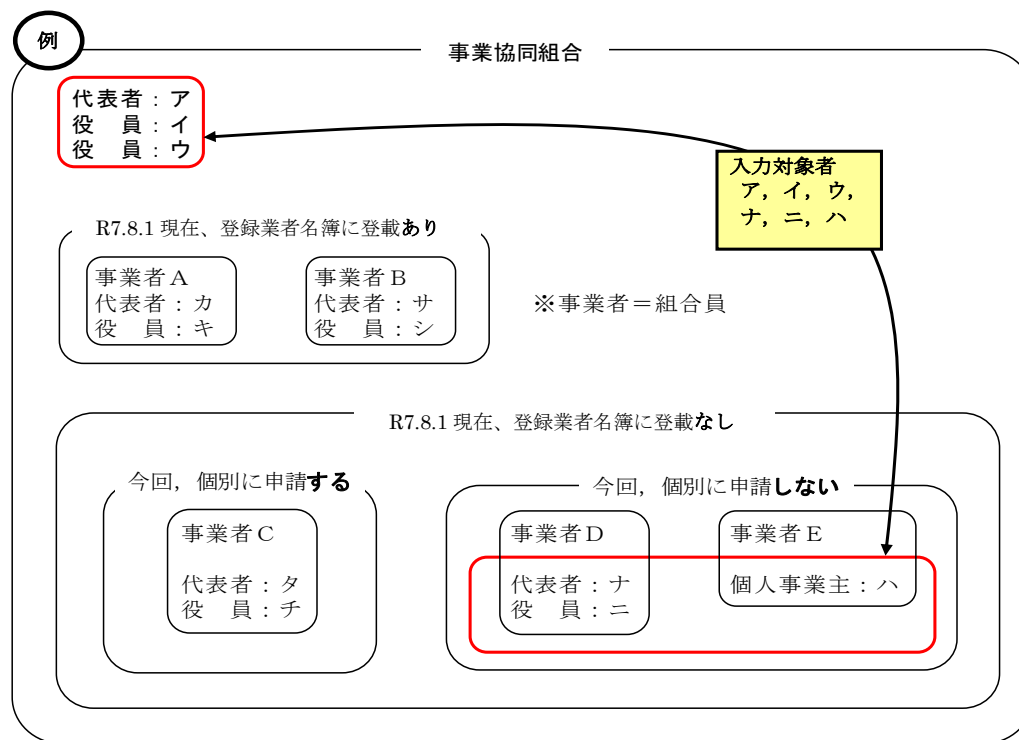 例
事業協同組合
代表者：ア
役　員：イ
役　員：ウ
入力対象者
ア，イ，ウ，
ナ，ニ，ハ
R7.8.1 現在、登録業者名簿に登載あり
事業者Ａ
代表者：カ
役　員：キ
事業者Ｂ
代表者：サ
役　員：シ
※事業者＝組合員
R7.8.1 現在、登録業者名簿に登載なし
今回，個別に申請する
事業者Ｃ
代表者：タ
役　員：チ
今回，個別に申請しない
事業者Ｄ
代表者：ナ
役　員：ニ
事業者Ｅ
個人事業主：ハ